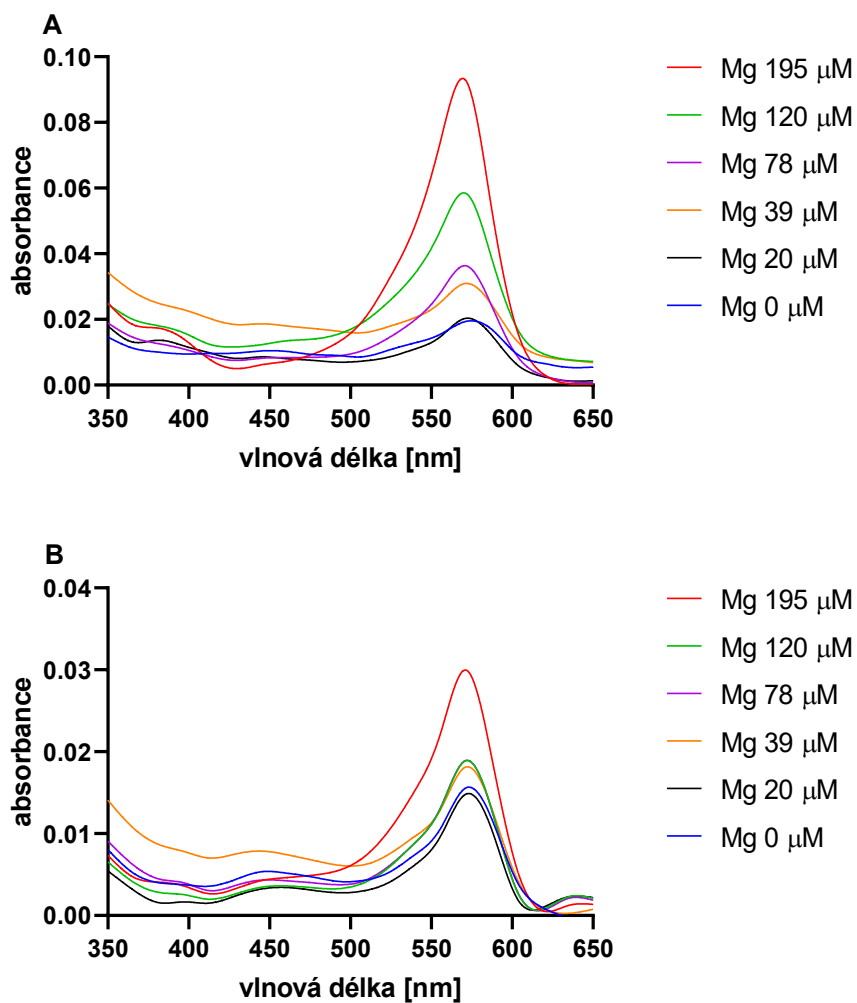 A
0.10
0.08
0.06
0.04
0.02
0.00
absorbance
350 400 450 500 550 600 650
vlnová délka [nm]
Mg 195 μM
Mg 120 μM
Mg 78 μM
Mg 39 μM
Mg 20 μM
Mg 0 μM
B
0.04
0.03
0.02
0.01
0.00
absorbance
350 400 450 500 550 600 650
vlnová délka [nm]
Mg 195 μM
Mg 120 μM
Mg 78 μM
Mg 39 μM
Mg 20 μM
Mg 0 μM